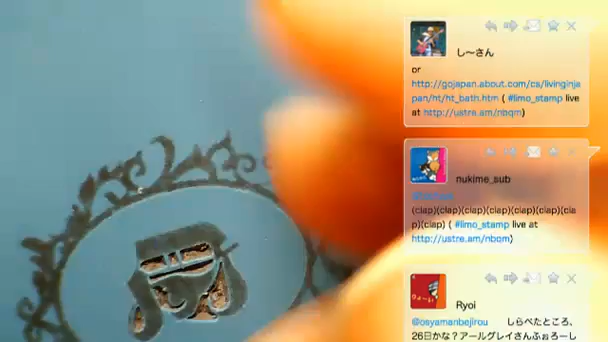 し〜さん
or
http://gojapan.about.com/cs/livinginja
pan/ht/ht_bath.htm ( #limo_stamp live
at http://ustre.am/nbqm)
nukime_sub
(clap)(clap)(clap)(clap)(clap)(clap)(cla
p)(clap) ( #limo_stamp live at
http://ustre.am/nbqm)
Ryoi
@osyamanbejirou しらべたところ、
26日かな？アールグレイさんふぉろーし